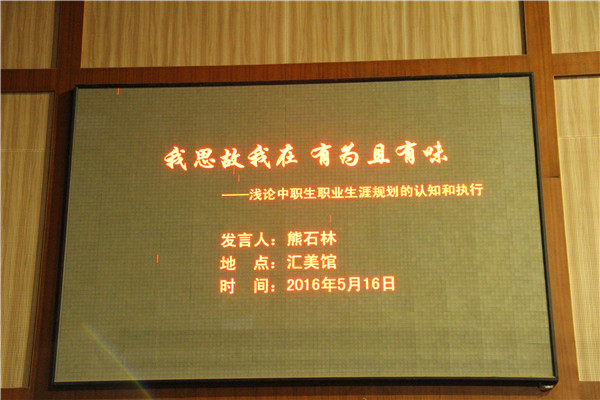 我思故我在 有为且有味
——浅论中职生职业生涯规划的认知和执行
发言人：熊石林
地　点：汇美馆
时　间：2016年5月16日